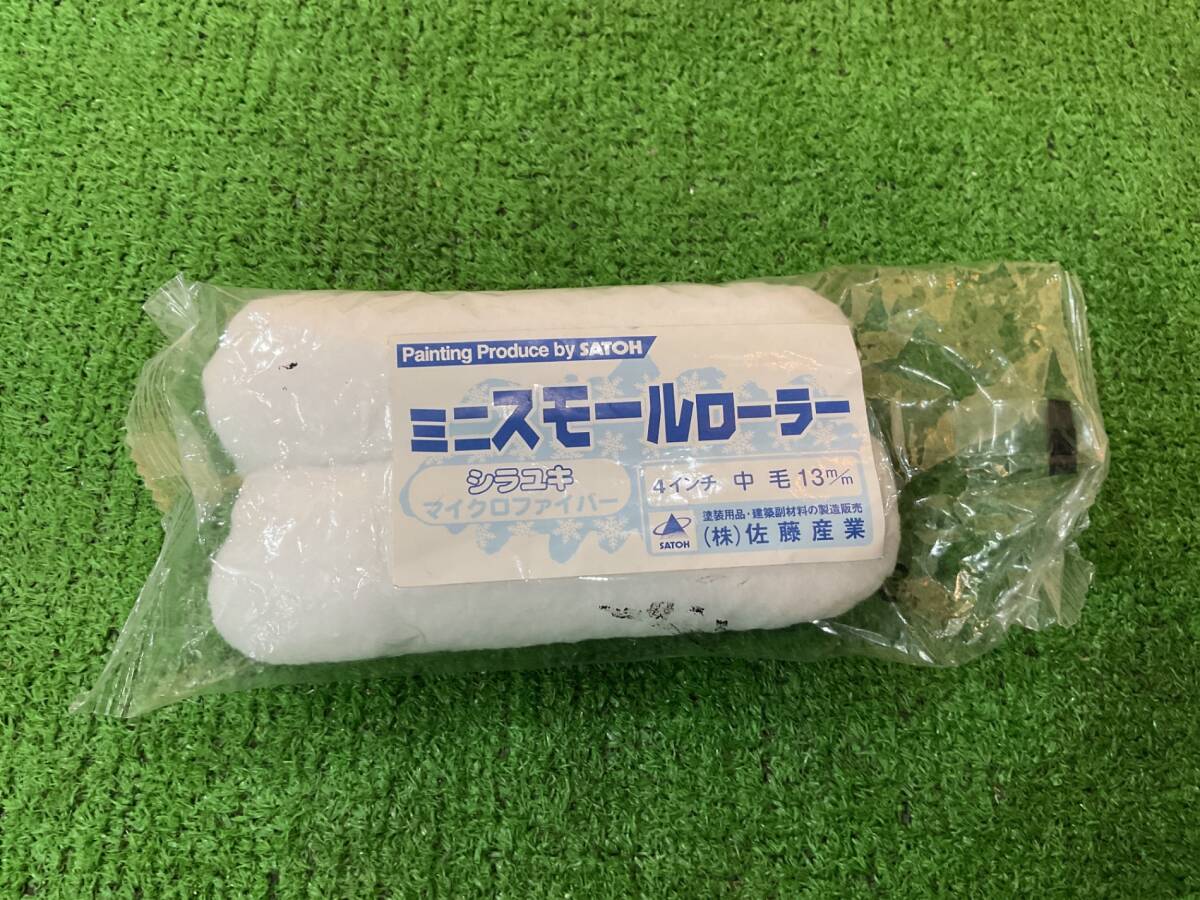 Painting Produce by SATOH
ミニスモールローラー
シラユキ
マイクロファイバー
4インチ 中 毛 13m/m
塗装用品・建築副材料の製造販売
SATOH (株)佐藤産業